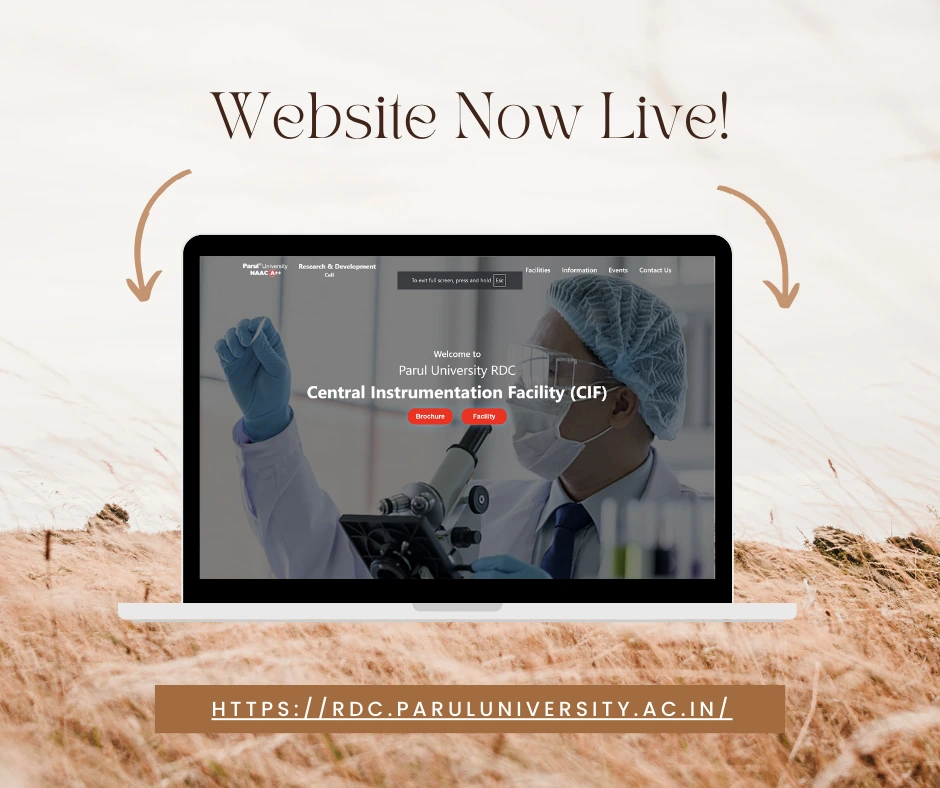 Website Now Live!
Parul® University
NAAC A++
Research & Development
Cell
To exit full screen, press and hold Esc
Facilities Information Events Contact Us
Welcome to
Parul University RDC
Central Instrumentation Facility (CIF)
Brochure Facility
HTTPS://RDC.PARULUNIVERSITY.AC.IN/